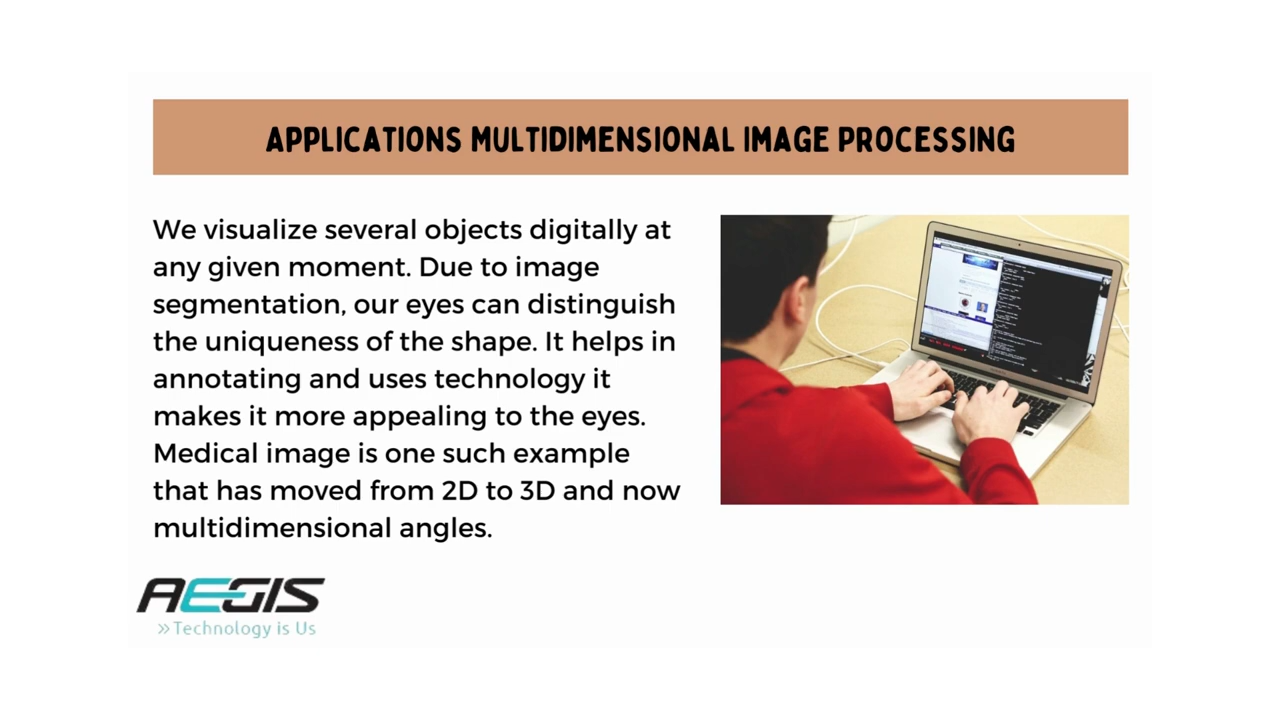 APPLICATIONS MULTIDIMENSIONAL IMAGE PROCESSING
We visualize several objects digitally at
any given moment. Due to image
segmentation, our eyes can distinguish
the uniqueness of the shape. It helps in
annotating and uses technology it
makes it more appealing to the eyes.
Medical image is one such example
that has moved from 2D to 3D and now
multidimensional angles.
AEGIS
»Technology is Us